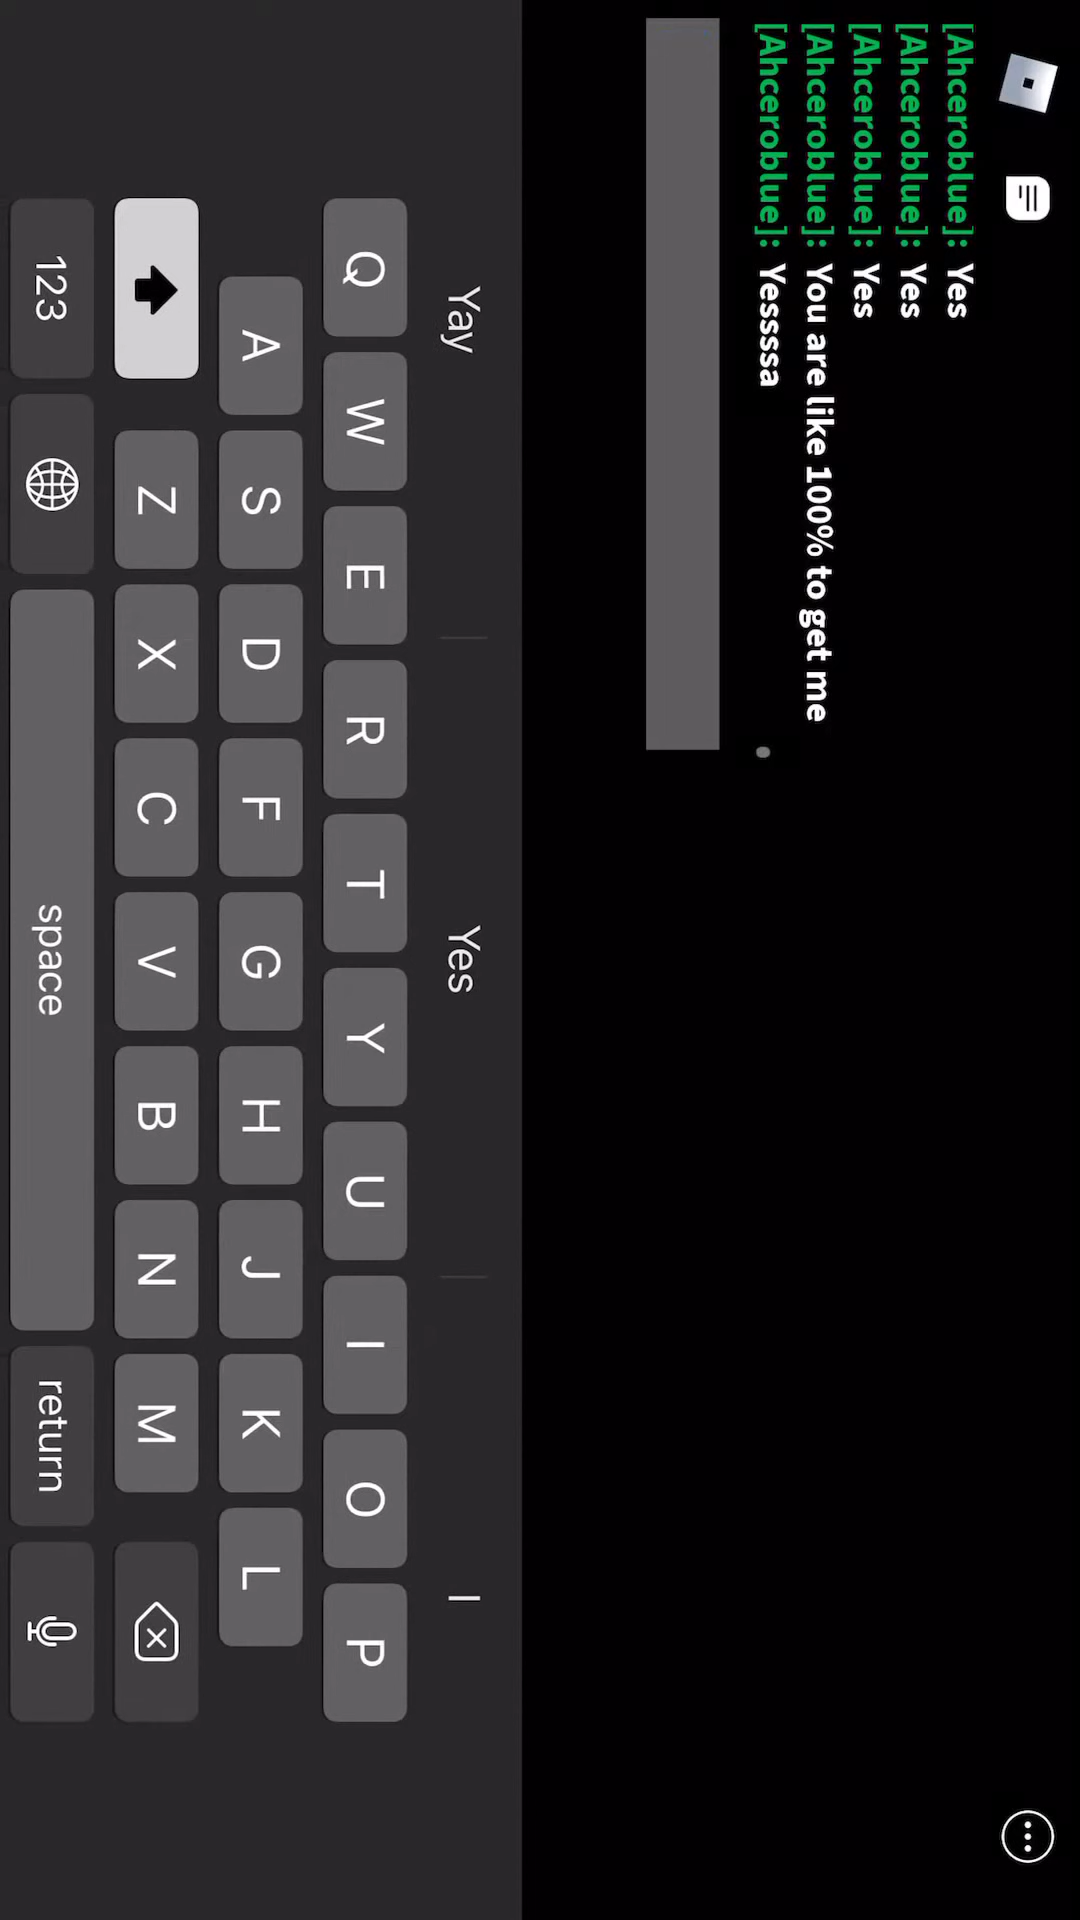 [Ahceroblue]: Yes
[Ahceroblue]: Yes
[Ahceroblue]: Yes
[Ahceroblue]: You are like 100% to get me
[Ahceroblue]: Yessssa
Yay Yes I
Q W E R T Y U I O P
A S D F G H J K L
Z X C V B N M
123 space return